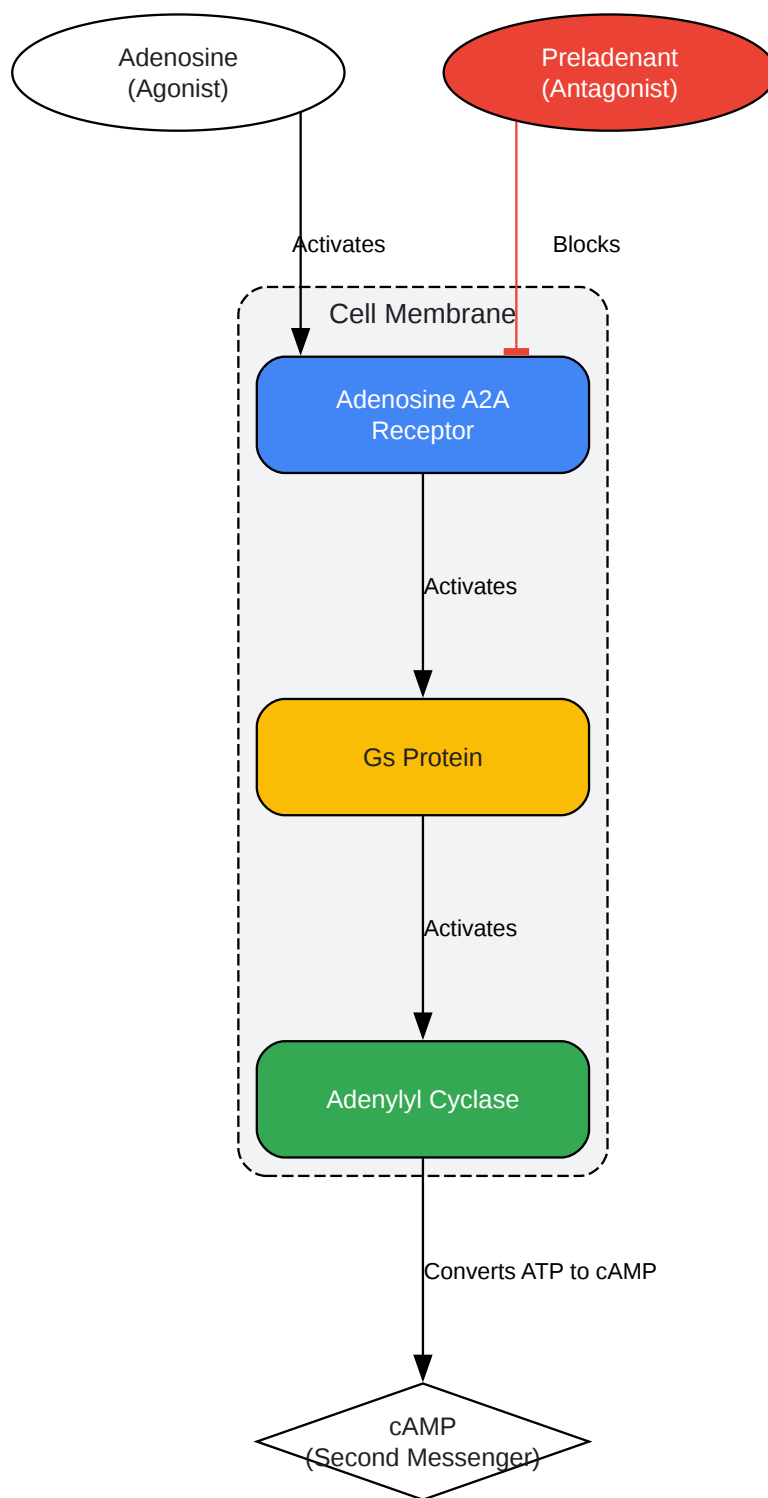 Adenosine
(Agonist)
Preladenant
(Antagonist)
Activates
Blocks
Cell Membrane
Adenosine A2A
Receptor
Activates
Gs Protein
Activates
Adenylyl Cyclase
Converts ATP to cAMP
cAMP
(Second Messenger)